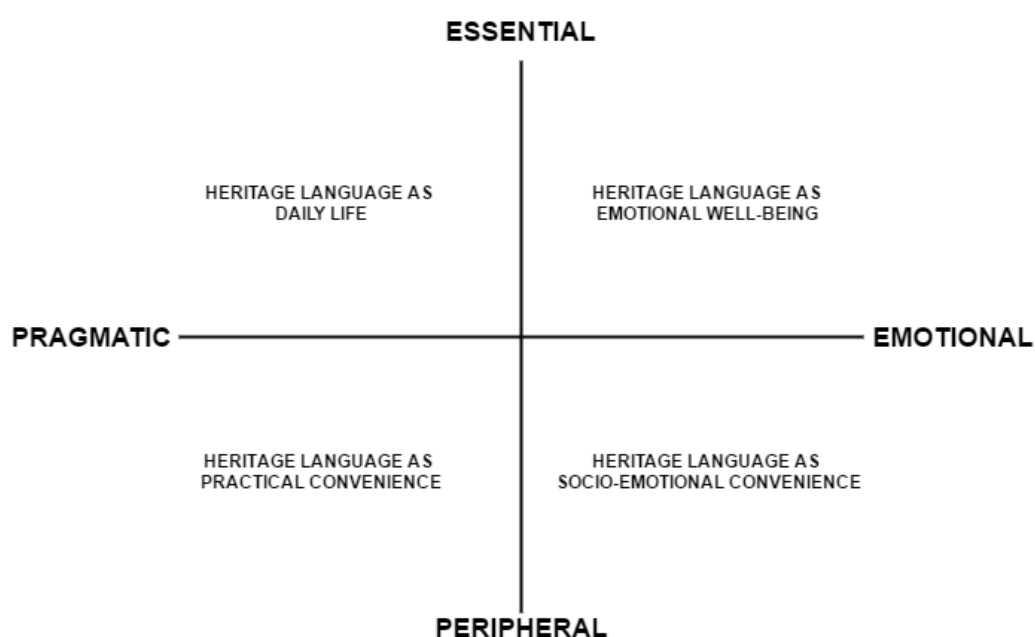 ESSENTIAL
HERITAGE LANGUAGE AS
DAILY LIFE
HERITAGE LANGUAGE AS
EMOTIONAL WELL-BEING
PRAGMATIC
EMOTIONAL
HERITAGE LANGUAGE AS
PRACTICAL CONVENIENCE
HERITAGE LANGUAGE AS
SOCIO-EMOTIONAL CONVENIENCE
PERIPHERAL